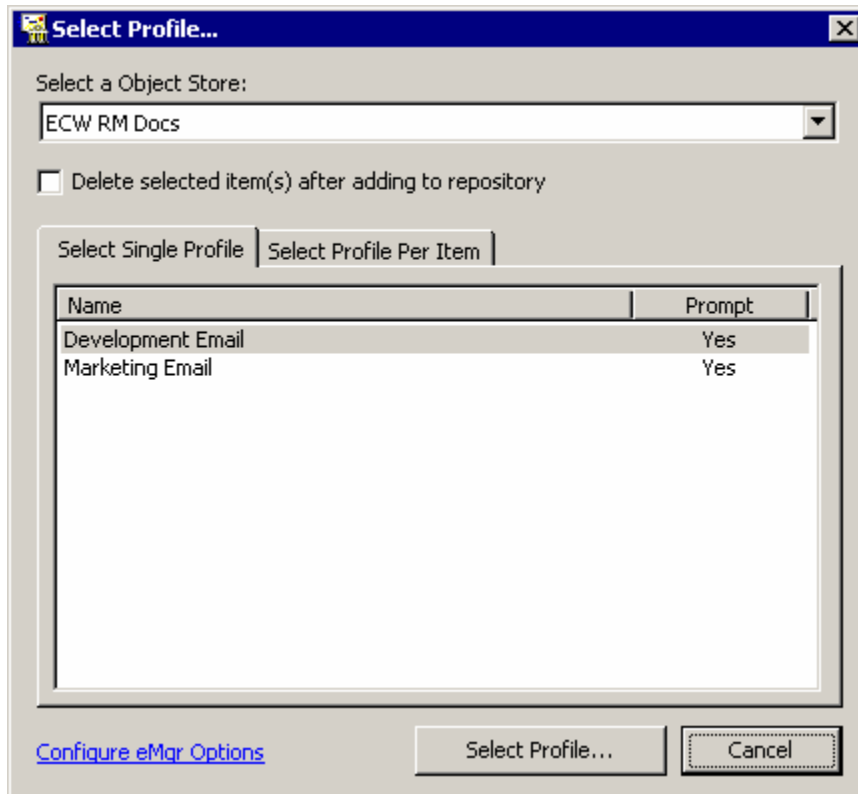 Select Profile...
Select a Object Store:
ECW RM Docs
Delete selected item(s) after adding to repository
Select Single Profile Select Profile Per Item
Name Prompt
Development Email Yes
Marketing Email Yes
Configure eMgr Options Select Profile... Cancel